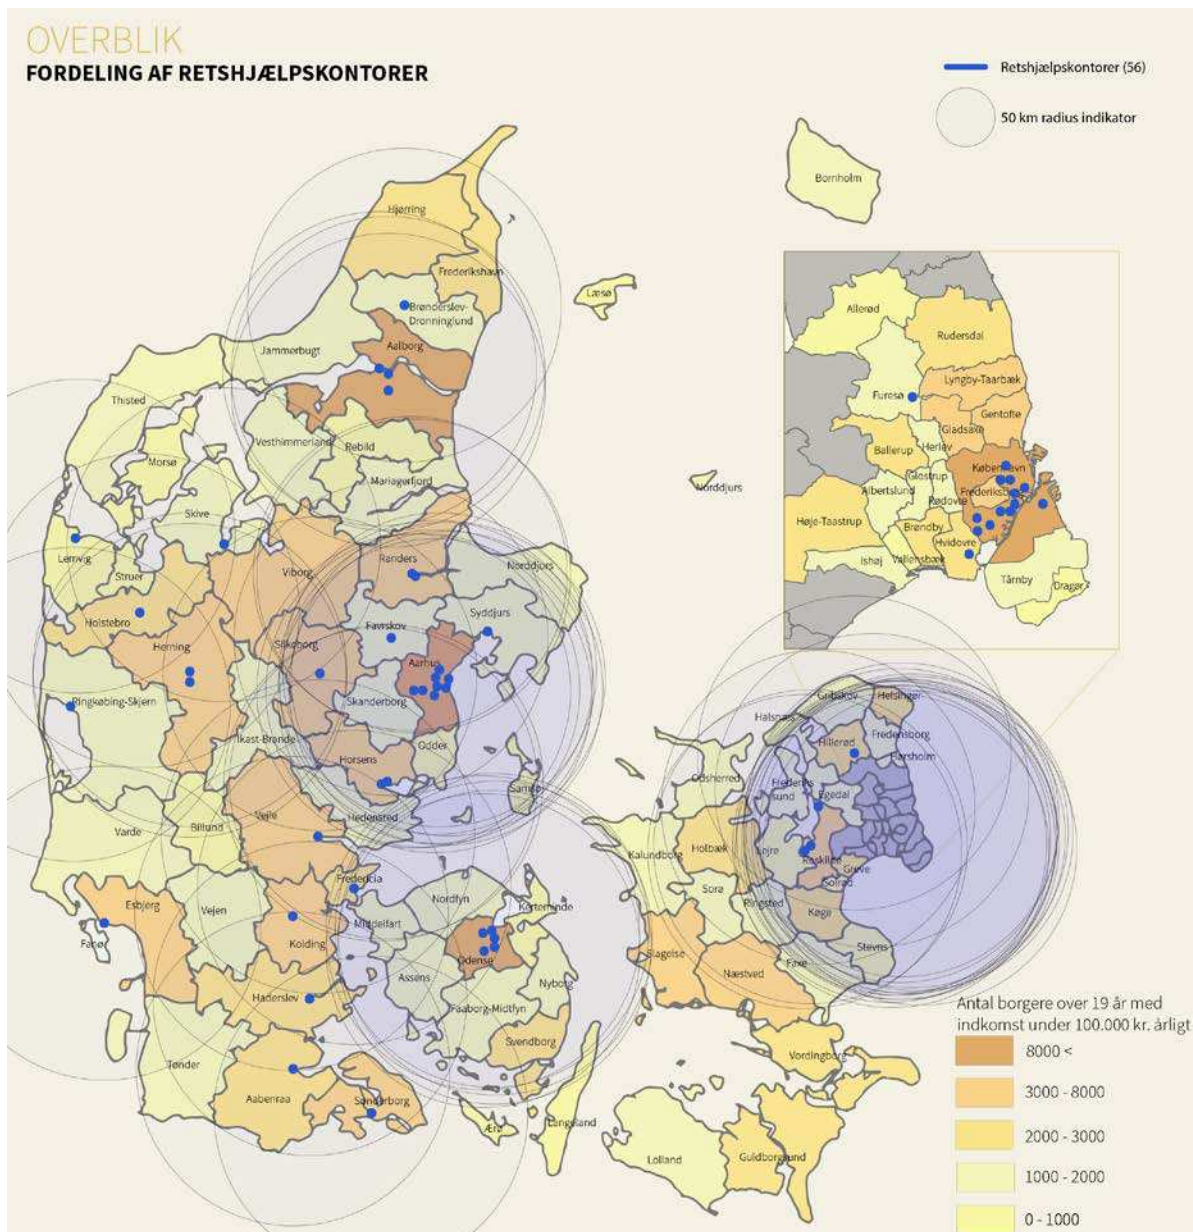 OVERBLIK
FORDELING AF RETSHJÆLPSKONTORER
Retshjælpskontorer (56)
50 km radius indikator
Bornholm
Hjørring
Frederikshavn
Læsø
Brønderslev-
Dronninglund
Jammerbugt
Aalborg
Thisted
Vesthimmerland
Rebild
Morsø
Mariagerfjord
Norddjurs
Skive
Lemvig
Struer
Viborg
Randers
Norddjurs
Holstebro
Favrskov
Syddjurs
Herning
Silkeborg
Aarhus
Ringkøbing-Skjern
Skanderborg
Ikast-Brande
Horsens
Odder
Samsø
Hedensted
Varde
Billund
Vejle
Fredericia
Esbjerg
Vejen
Nordfyn
Kerteminde
Fanø
Kolding
Middelfart
Odense
Assens
Nyborg
Haderslev
Faaborg-Midtfyn
Svendborg
Tønder
Aabenraa
Sønderborg
Ærø
Langeland
Allerød
Rudersdal
Lyngby-Taarbæk
Furesø
Gentofte
Gladsaxe
Ballerup
Herlev
København
Glostrup
Albertslund
Rødovre
Høje-Taastrup
Brøndby
Hvidovre
Ishøj
Vallensbæk
Tårnby
Dragør
Gribskov
Helsingør
Halsnæs
Hillerød
Fredensborg
Odsherred
Frederiks
sund
Egedal
Kalundborg
Holbæk
Lejre
Roskilde
Greve
Solrød
Sorø
Ringsted
Køge
Slagelse
Næstved
Faxe
Stevns
Vordingborg
Lolland
Guldborgsund
Antal borgere over 19 år med
indkomst under 100.000 kr. årligt
8000 <
3000 - 8000
2000 - 3000
1000 - 2000
0 - 1000